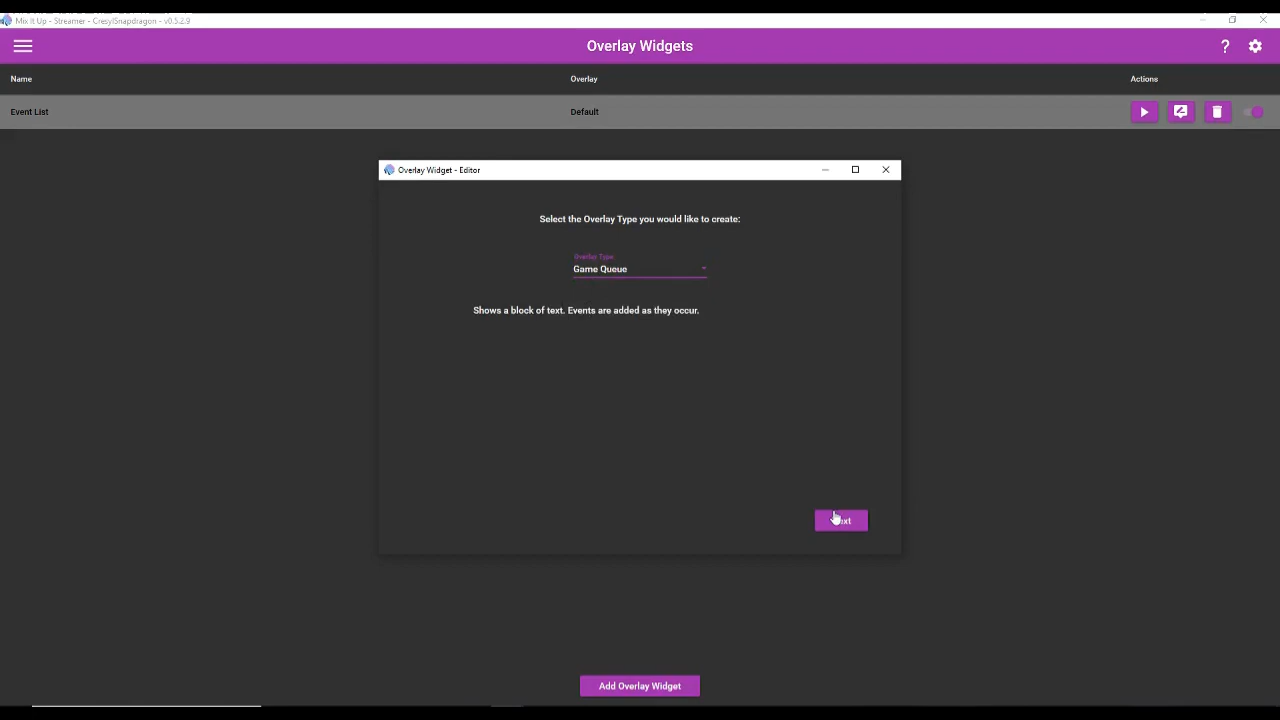 Mix It Up - Streamer - CresylSnapdragon - v0.5.2.9
Overlay Widgets
?
Name Overlay Actions
Event List Default
Overlay Widget - Editor
Select the Overlay Type you would like to create:
Overlay Type
Game Queue
Shows a block of text. Events are added as they occur.
Add Overlay Widget